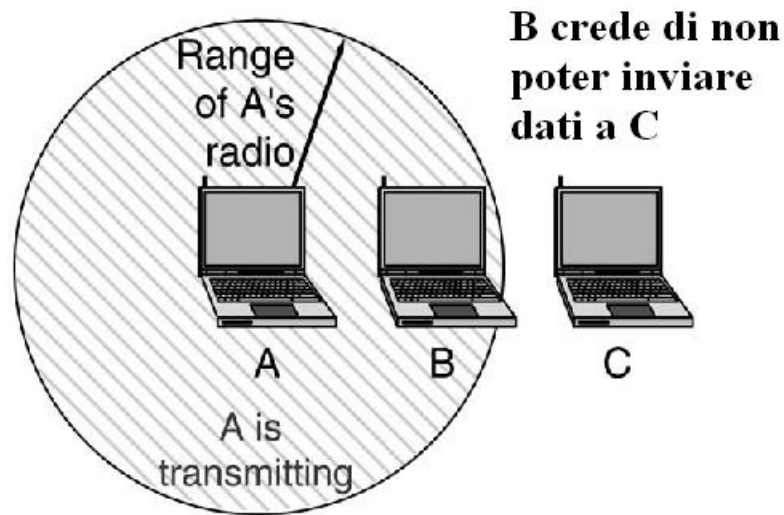 Range
of A's
radio
B crede di non
poter inviare
dati a C
A
B
C
A is
transmitting